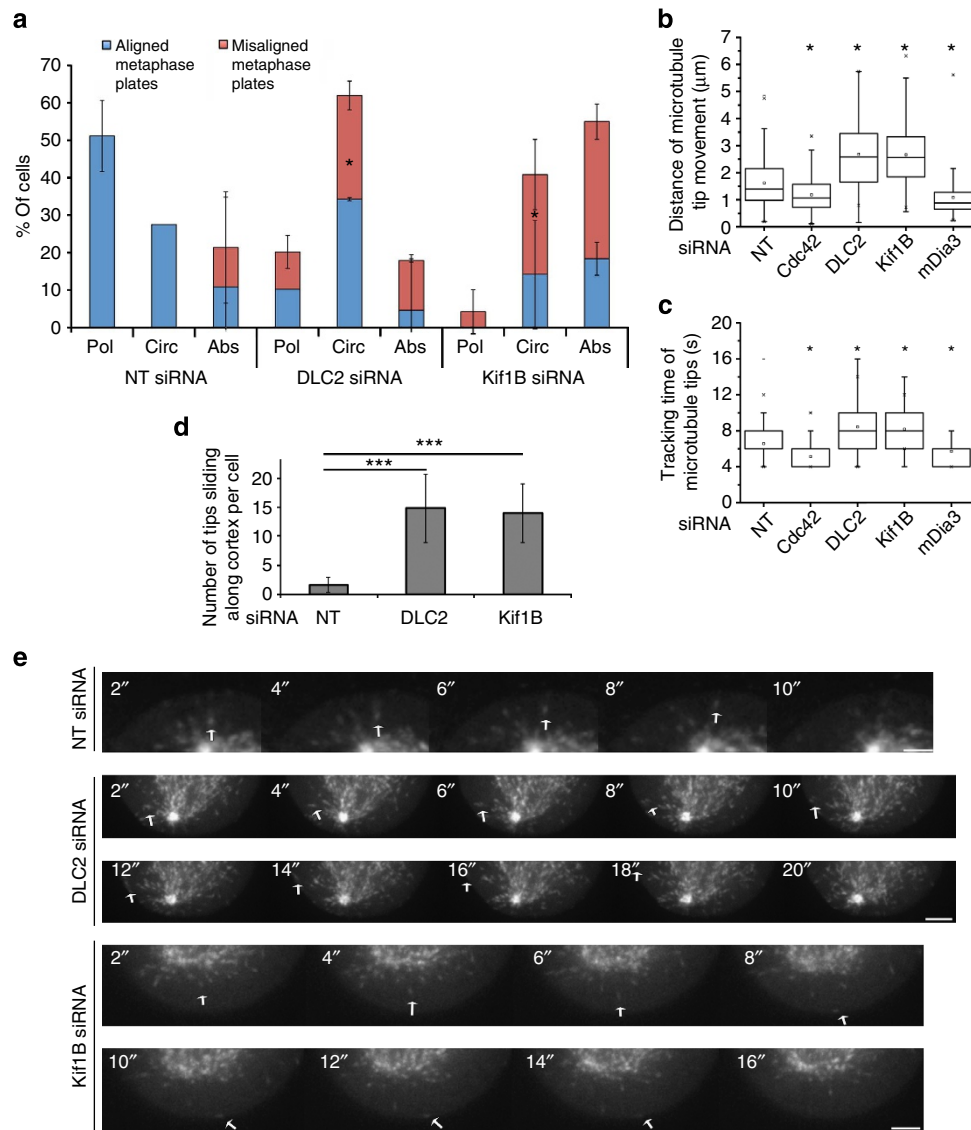 a
Aligned metaphase plates
Misaligned metaphase plates
% Of cells
70
60
50
40
30
20
10
0
*
*
Pol Circ Abs Pol Circ Abs Pol Circ Abs
NT siRNA DLC2 siRNA Kif1B siRNA
b
Distance of microtubule tip movement (μm)
7
6
5
4
3
2
1
0
* * * *
siRNA NT Cdc42 DLC2 Kif1B mDia3
c
Tracking time of microtubule tips (s)
20
16
12
8
4
0
* * * *
siRNA NT Cdc42 DLC2 Kif1B mDia3
d
Number of tips sliding along cortex per cell
20
15
10
5
0
***
***
siRNA NT DLC2 Kif1B
e
NT siRNA
2″ 4″ 6″ 8″ 10″
DLC2 siRNA
2″ 4″ 6″ 8″ 10″
12″ 14″ 16″ 18″ 20″
Kif1B siRNA
2″ 4″ 6″ 8″
10″ 12″ 14″ 16″